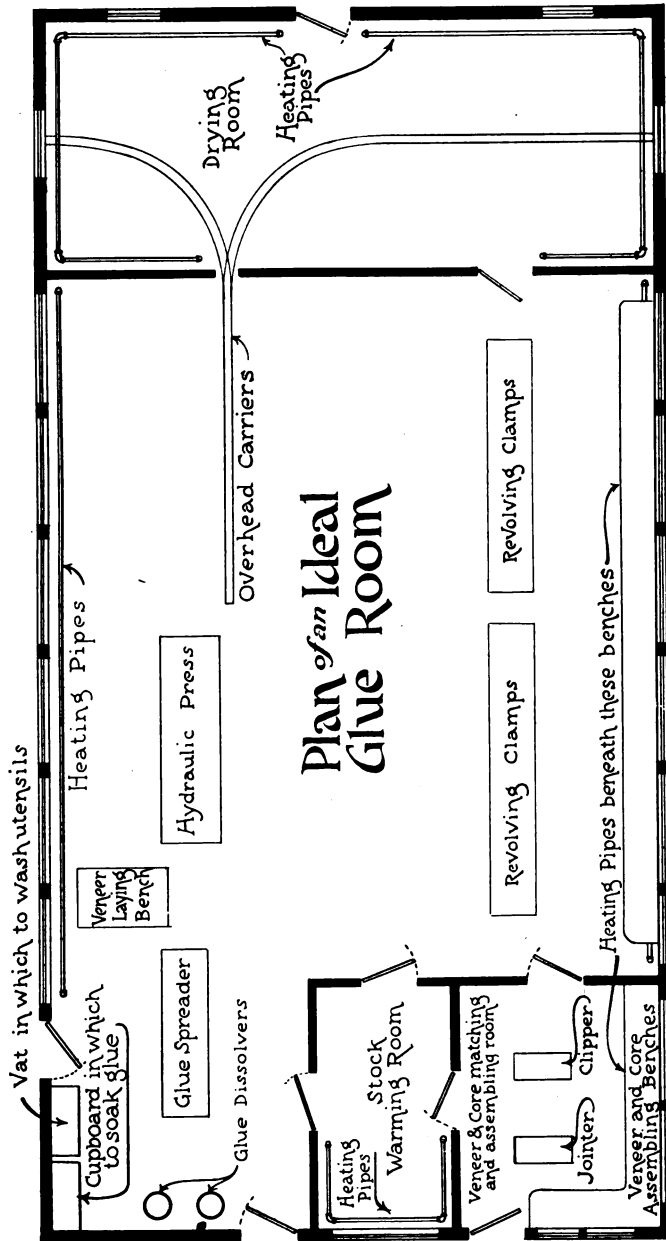 Plan of an Ideal
Glue Room
Vat in which to wash utensils
Cupboard in which
to soak glue
Glue Dissolvers
Glue Spreader
Veneer
Laying
Bench
Heating Pipes
Hydraulic Press
Overhead Carriers
Drying
Room
Heating
Pipes
Stock
Warming Room
Heating
Pipes
Veneer & Core matching
and assembling room
Jointer
Clipper
Veneer and Core
Assembling Benches
Revolving Clamps
Revolving Clamps
Heating Pipes beneath these benches